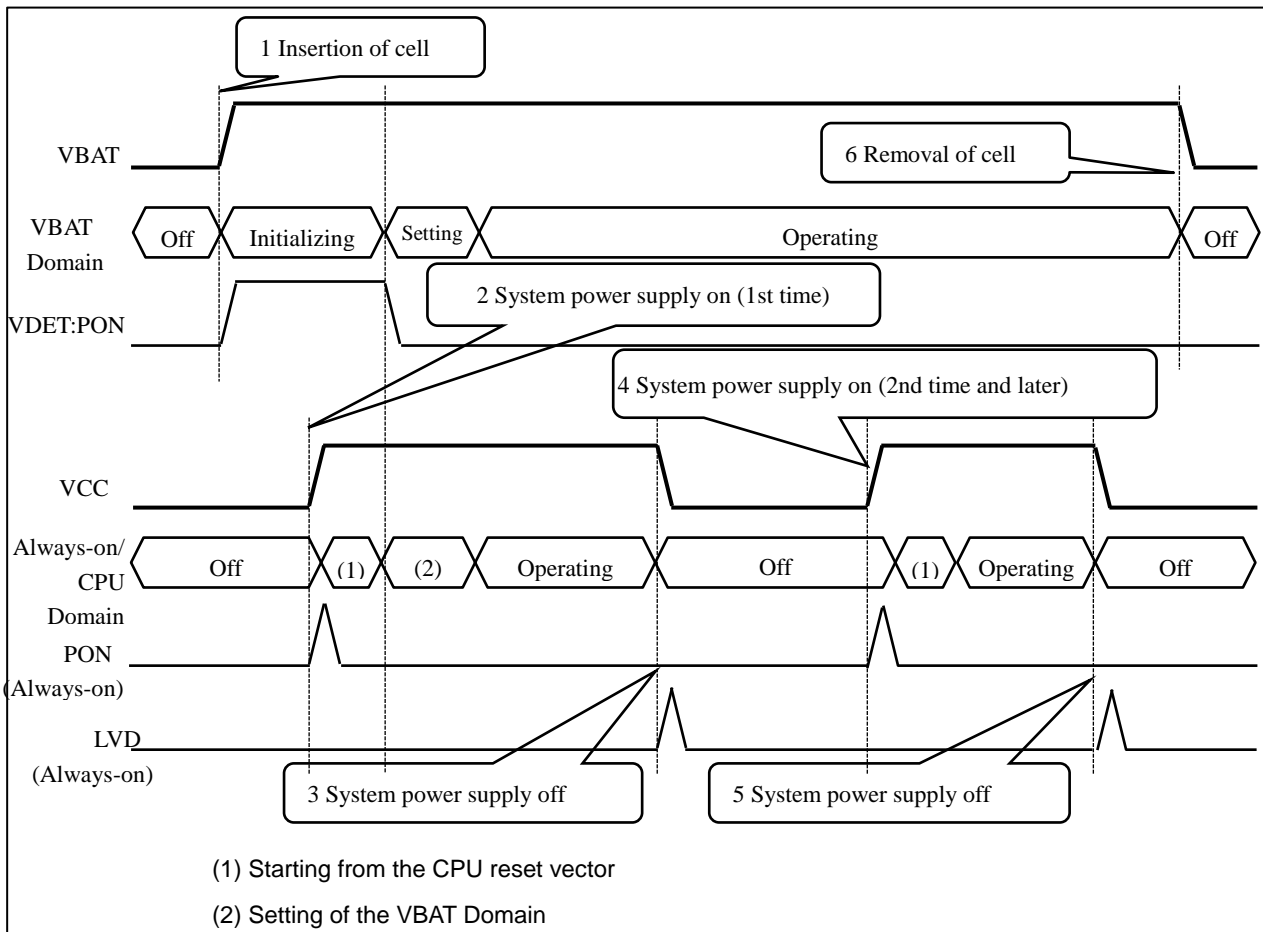 1 Insertion of cell
VBAT
6 Removal of cell
VBAT
Domain
Off
Initializing
Setting
Operating
Off
2 System power supply on (1st time)
VDET:PON
4 System power supply on (2nd time and later)
VCC
Always-on/
CPU
Domain
Off
(1)
(2)
Operating
Off
(1)
Operating
Off
PON
(Always-on)
LVD
(Always-on)
3 System power supply off
5 System power supply off
(1) Starting from the CPU reset vector
(2) Setting of the VBAT Domain